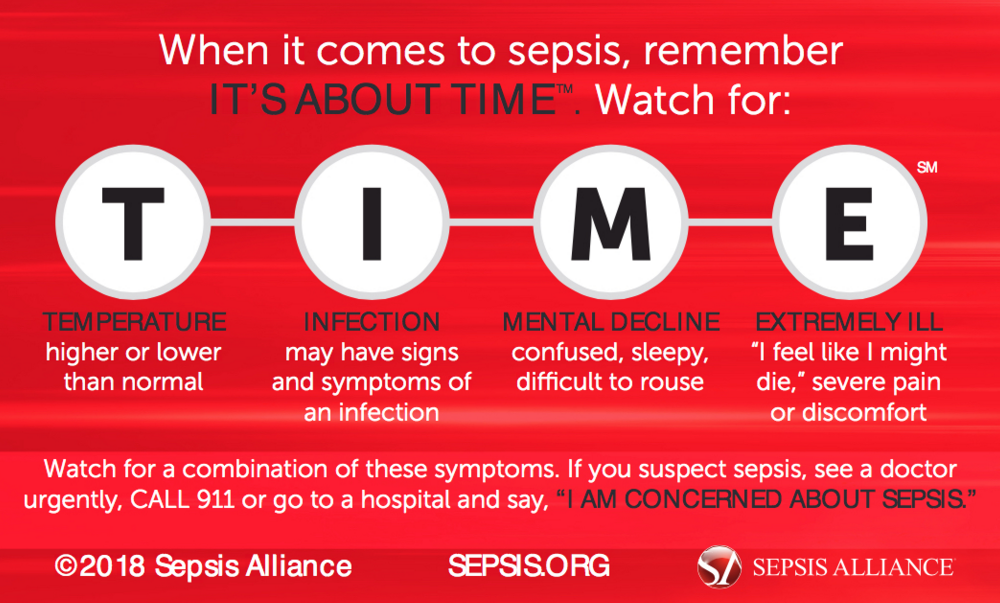 When it comes to sepsis, remember
IT'S ABOUT TIME™. Watch for:
T I M E SM
TEMPERATURE
higher or lower
than normal
INFECTION
may have signs
and symptoms of
an infection
MENTAL DECLINE
confused, sleepy,
difficult to rouse
EXTREMELY ILL
"I feel like I might
die," severe pain
or discomfort
Watch for a combination of these symptoms. If you suspect sepsis, see a doctor
urgently, CALL 911 or go to a hospital and say, "I AM CONCERNED ABOUT SEPSIS."
©2018 Sepsis Alliance SEPSIS.ORG SA SEPSIS ALLIANCE